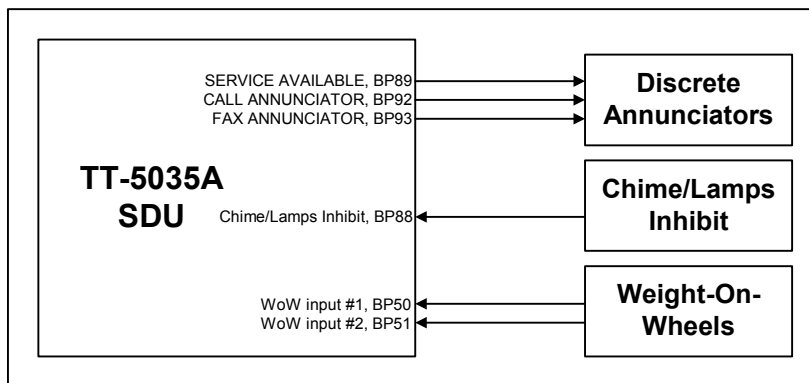 SERVICE AVAILABLE, BP89
CALL ANNUNCIATOR, BP92
FAX ANNUNCIATOR, BP93
Discrete
Annunciators
TT-5035A
SDU
Chime/Lamps Inhibit, BP88
Chime/Lamps
Inhibit
WoW input #1, BP50
WoW input #2, BP51
Weight-On-
Wheels